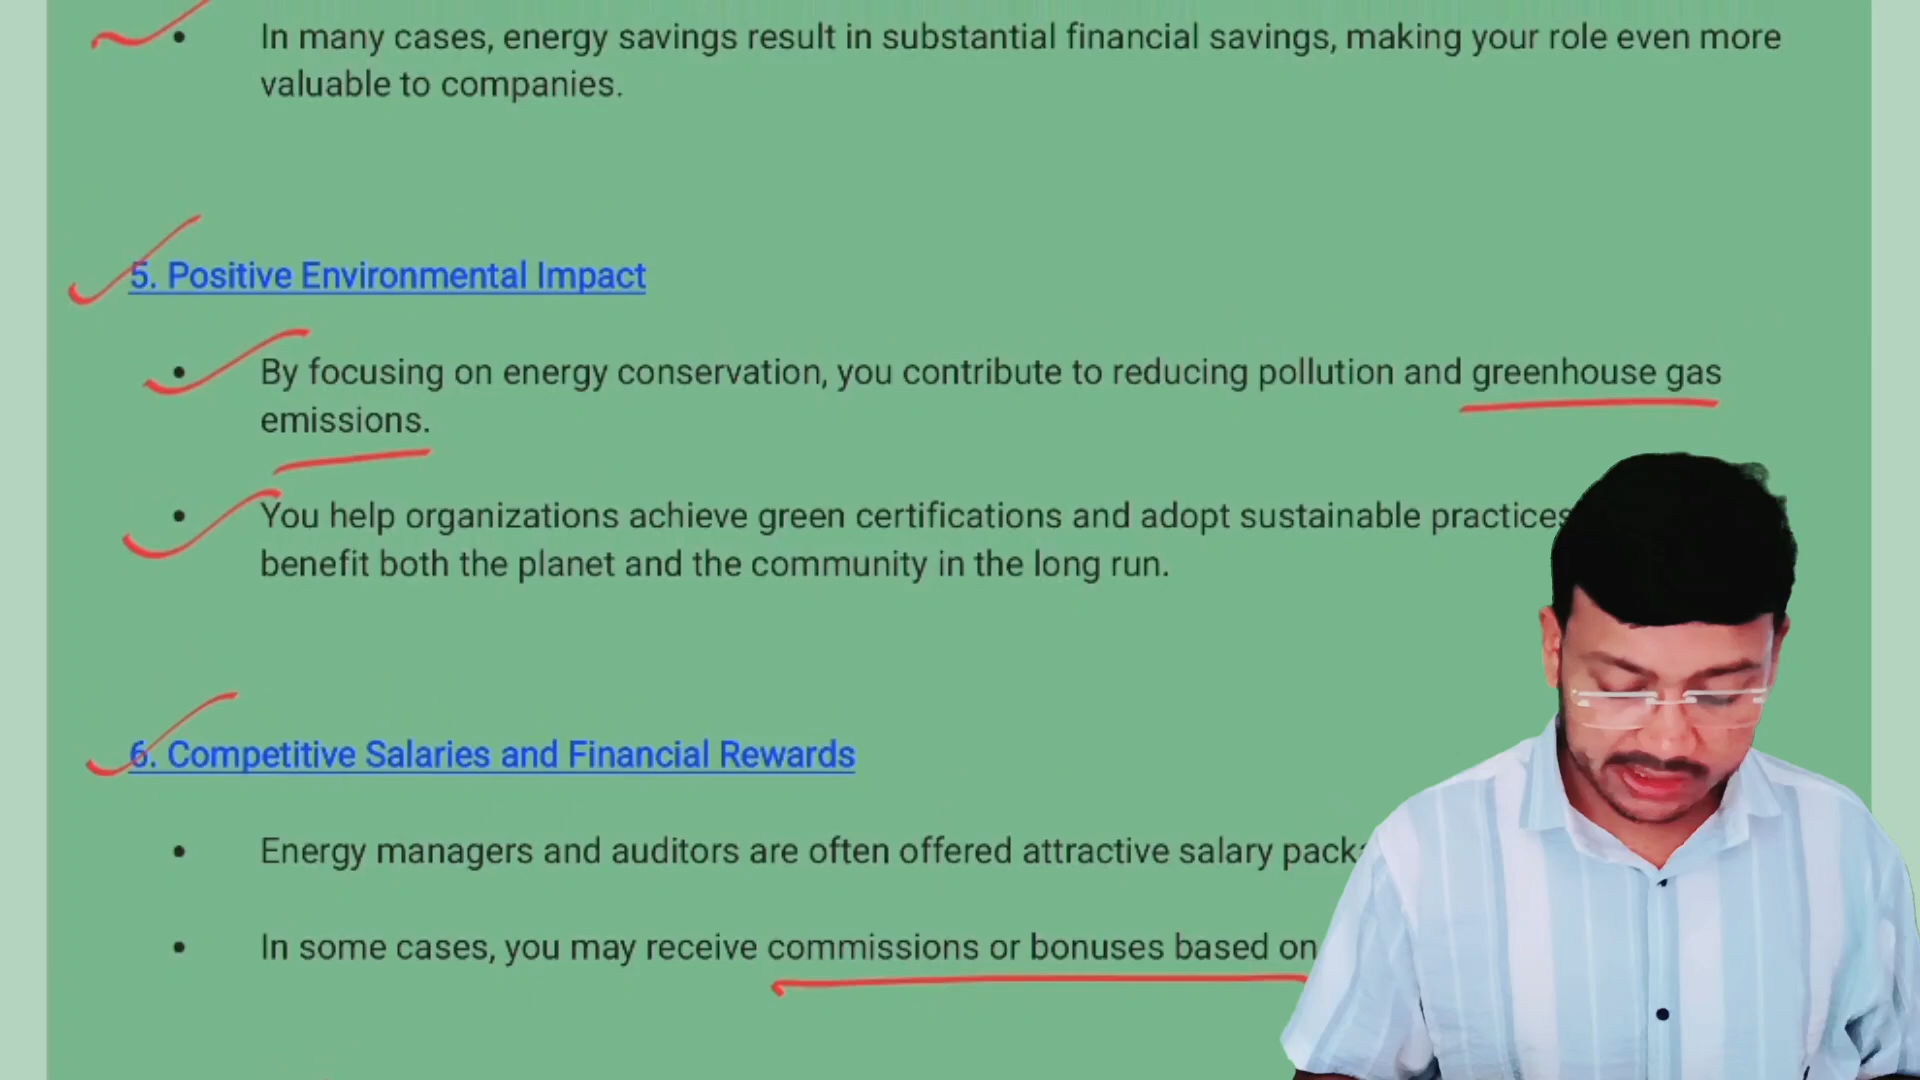 • In many cases, energy savings result in substantial financial savings, making your role even more
valuable to companies.
5. Positive Environmental Impact
• By focusing on energy conservation, you contribute to reducing pollution and greenhouse gas
emissions.
• You help organizations achieve green certifications and adopt sustainable practices
benefit both the planet and the community in the long run.
6. Competitive Salaries and Financial Rewards
• Energy managers and auditors are often offered attractive salary
• In some cases, you may receive commissions or bonuses based on